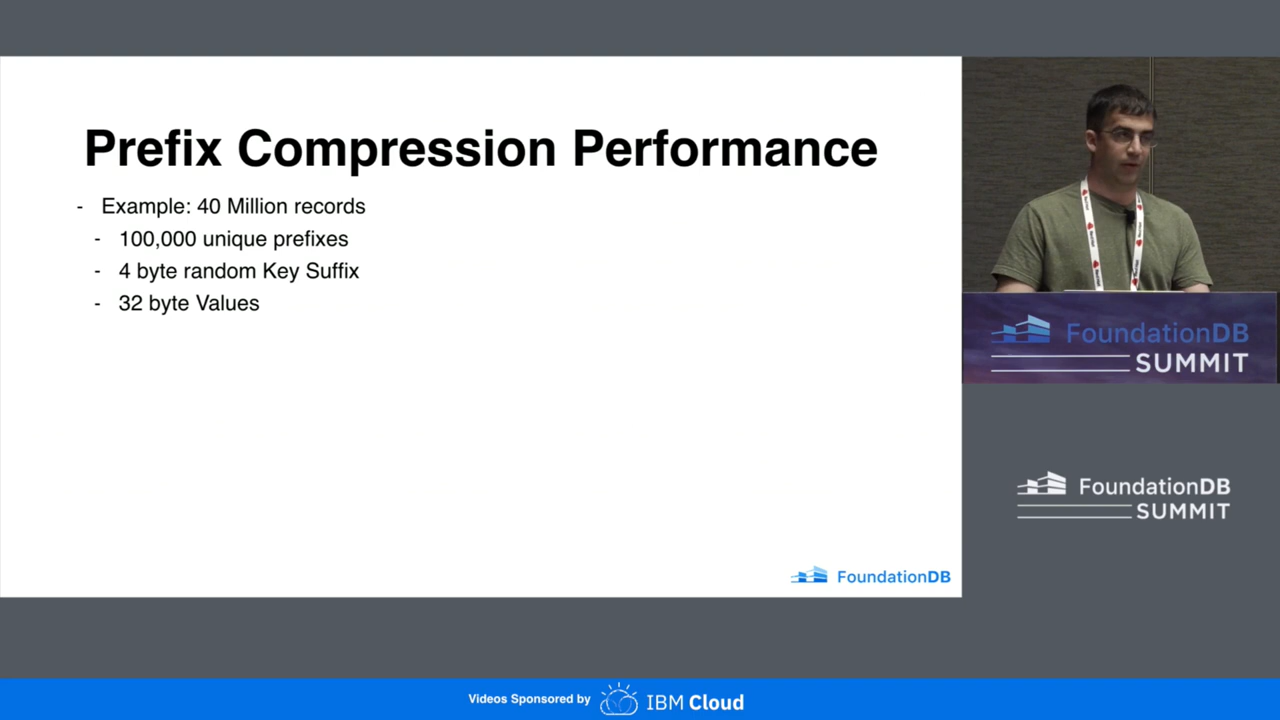 Prefix Compression Performance
- Example: 40 Million records
- 100,000 unique prefixes
- 4 byte random Key Suffix
- 32 byte Values
FoundationDB
FoundationDB
SUMMIT
FoundationDB
SUMMIT
Videos Sponsored by IBM Cloud